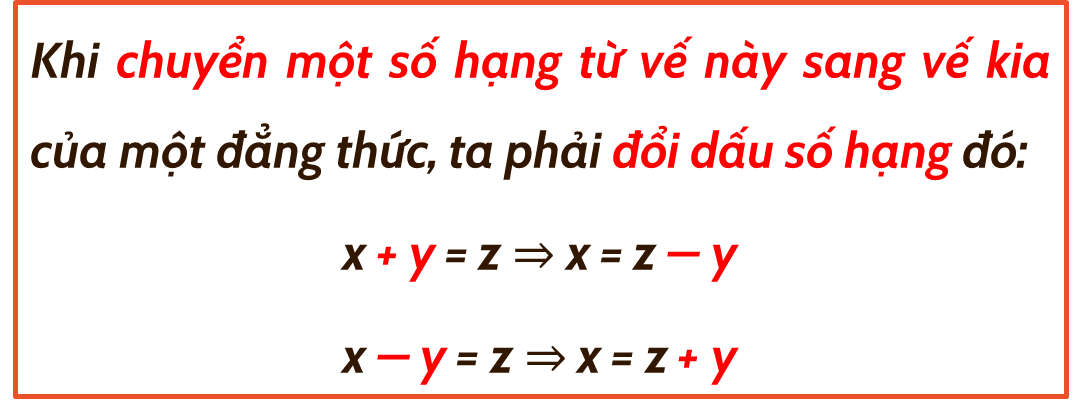 Khi chuyển một số hạng từ vế này sang vế kia
của một đẳng thức, ta phải đổi dấu số hạng đó:
x + y = z ⇒ x = z − y
x − y = z ⇒ x = z + y